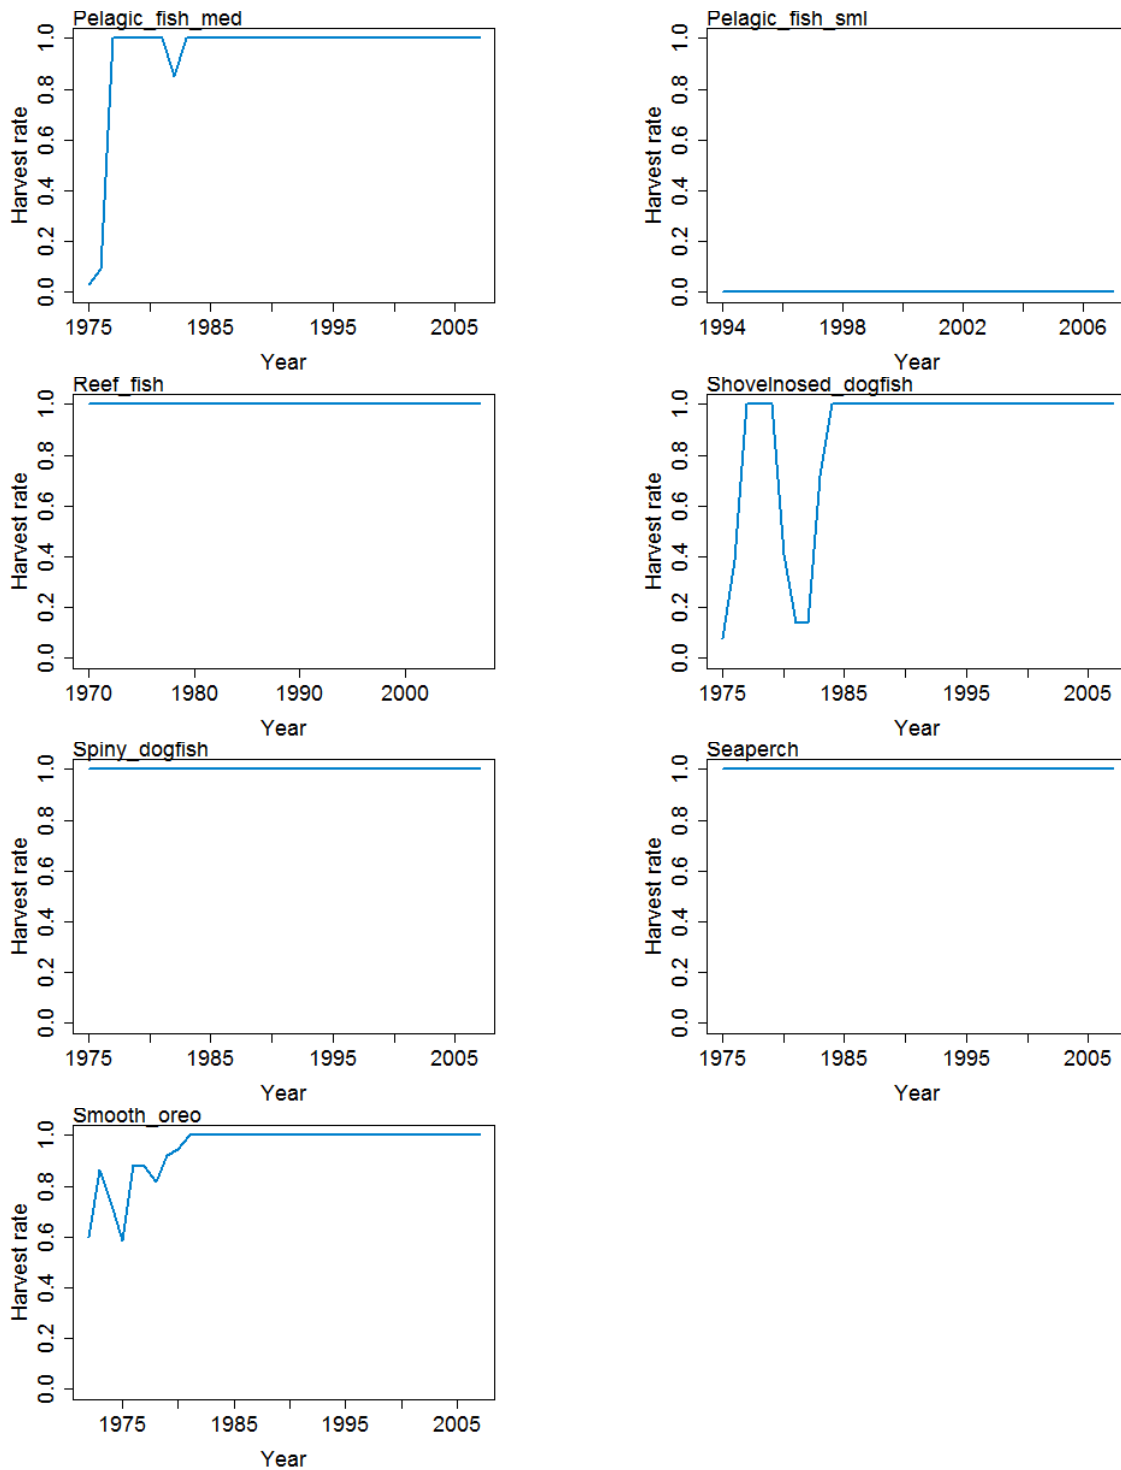 Pelagic_fish_med
Harvest rate
0.0 0.2 0.4 0.6 0.8 1.0
1975 1985 1995 2005
Year
Pelagic_fish_sml
Harvest rate
0.0 0.2 0.4 0.6 0.8 1.0
1994 1998 2002 2006
Year
Reef_fish
Harvest rate
0.0 0.2 0.4 0.6 0.8 1.0
1970 1980 1990 2000
Year
Shovelnosed_dogfish
Harvest rate
0.0 0.2 0.4 0.6 0.8 1.0
1975 1985 1995 2005
Year
Spiny_dogfish
Harvest rate
0.0 0.2 0.4 0.6 0.8 1.0
1975 1985 1995 2005
Year
Seaperch
Harvest rate
0.0 0.2 0.4 0.6 0.8 1.0
1975 1985 1995 2005
Year
Smooth_oreo
Harvest rate
0.0 0.2 0.4 0.6 0.8 1.0
1975 1985 1995 2005
Year